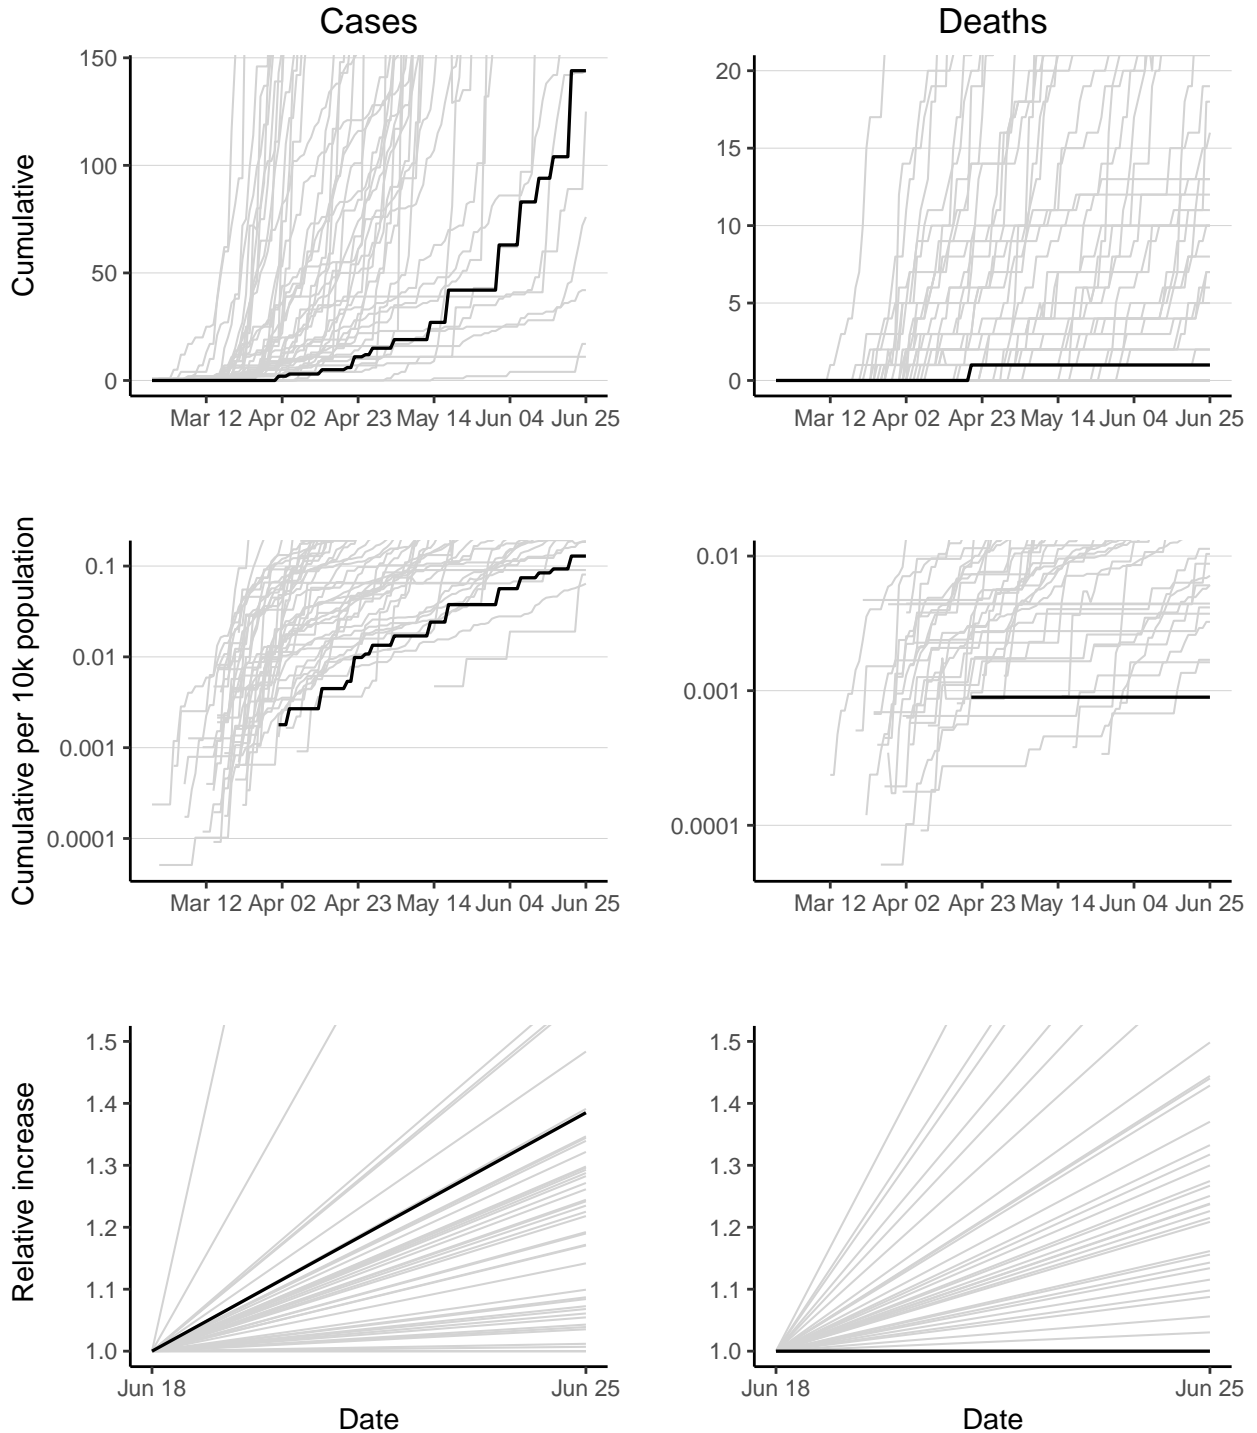 Cases
Deaths
Cumulative
150
100
50
0
Mar 12 Apr 02 Apr 23 May 14 Jun 04 Jun 25
20
15
10
5
0
Mar 12 Apr 02 Apr 23 May 14 Jun 04 Jun 25
Cumulative per 10k population
0.1
0.01
0.001
0.0001
Mar 12 Apr 02 Apr 23 May 14 Jun 04 Jun 25
0.01
0.001
0.0001
Mar 12 Apr 02 Apr 23 May 14 Jun 04 Jun 25
Relative increase
1.5
1.4
1.3
1.2
1.1
1.0
Jun 18 Jun 25
Date
1.5
1.4
1.3
1.2
1.1
1.0
Jun 18 Jun 25
Date